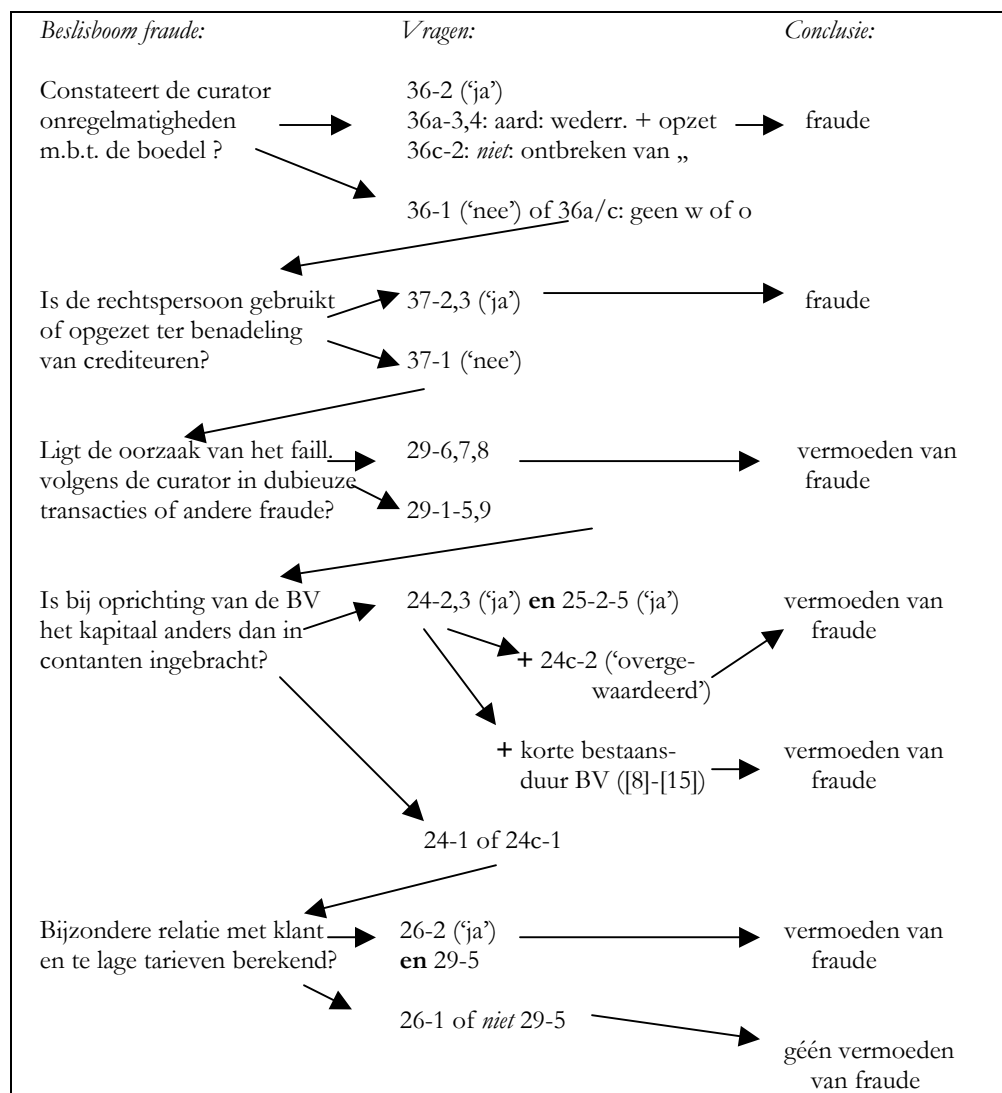 Beslisboom fraude: Vragen: Conclusie:
Constateert de curator
onregelmatigheden
m.b.t. de boedel ?
36-2 (‘ja’)
36a-3,4: aard: wederr. + opzet
36c-2: niet: ontbreken van „
fraude
36-1 (‘nee’) of 36a/c: geen w of o
Is de rechtspersoon gebruikt
of opgezet ter benadeling
van crediteuren?
37-2,3 (‘ja’)
fraude
37-1 (‘nee’)
Ligt de oorzaak van het faill.
volgens de curator in dubieuze
transacties of andere fraude?
29-6,7,8
vermoeden van
fraude
29-1-5,9
Is bij oprichting van de BV
het kapitaal anders dan in
contanten ingebracht?
24-2,3 (‘ja’) en 25-2-5 (‘ja’)
+ 24c-2 (‘overge-
waardeerd’)
vermoeden van
fraude
+ korte bestaans-
duur BV ([8]-[15])
vermoeden van
fraude
24-1 of 24c-1
Bijzondere relatie met klant
en te lage tarieven berekend?
26-2 (‘ja’)
en 29-5
vermoeden van
fraude
26-1 of niet 29-5
géén vermoeden
van fraude